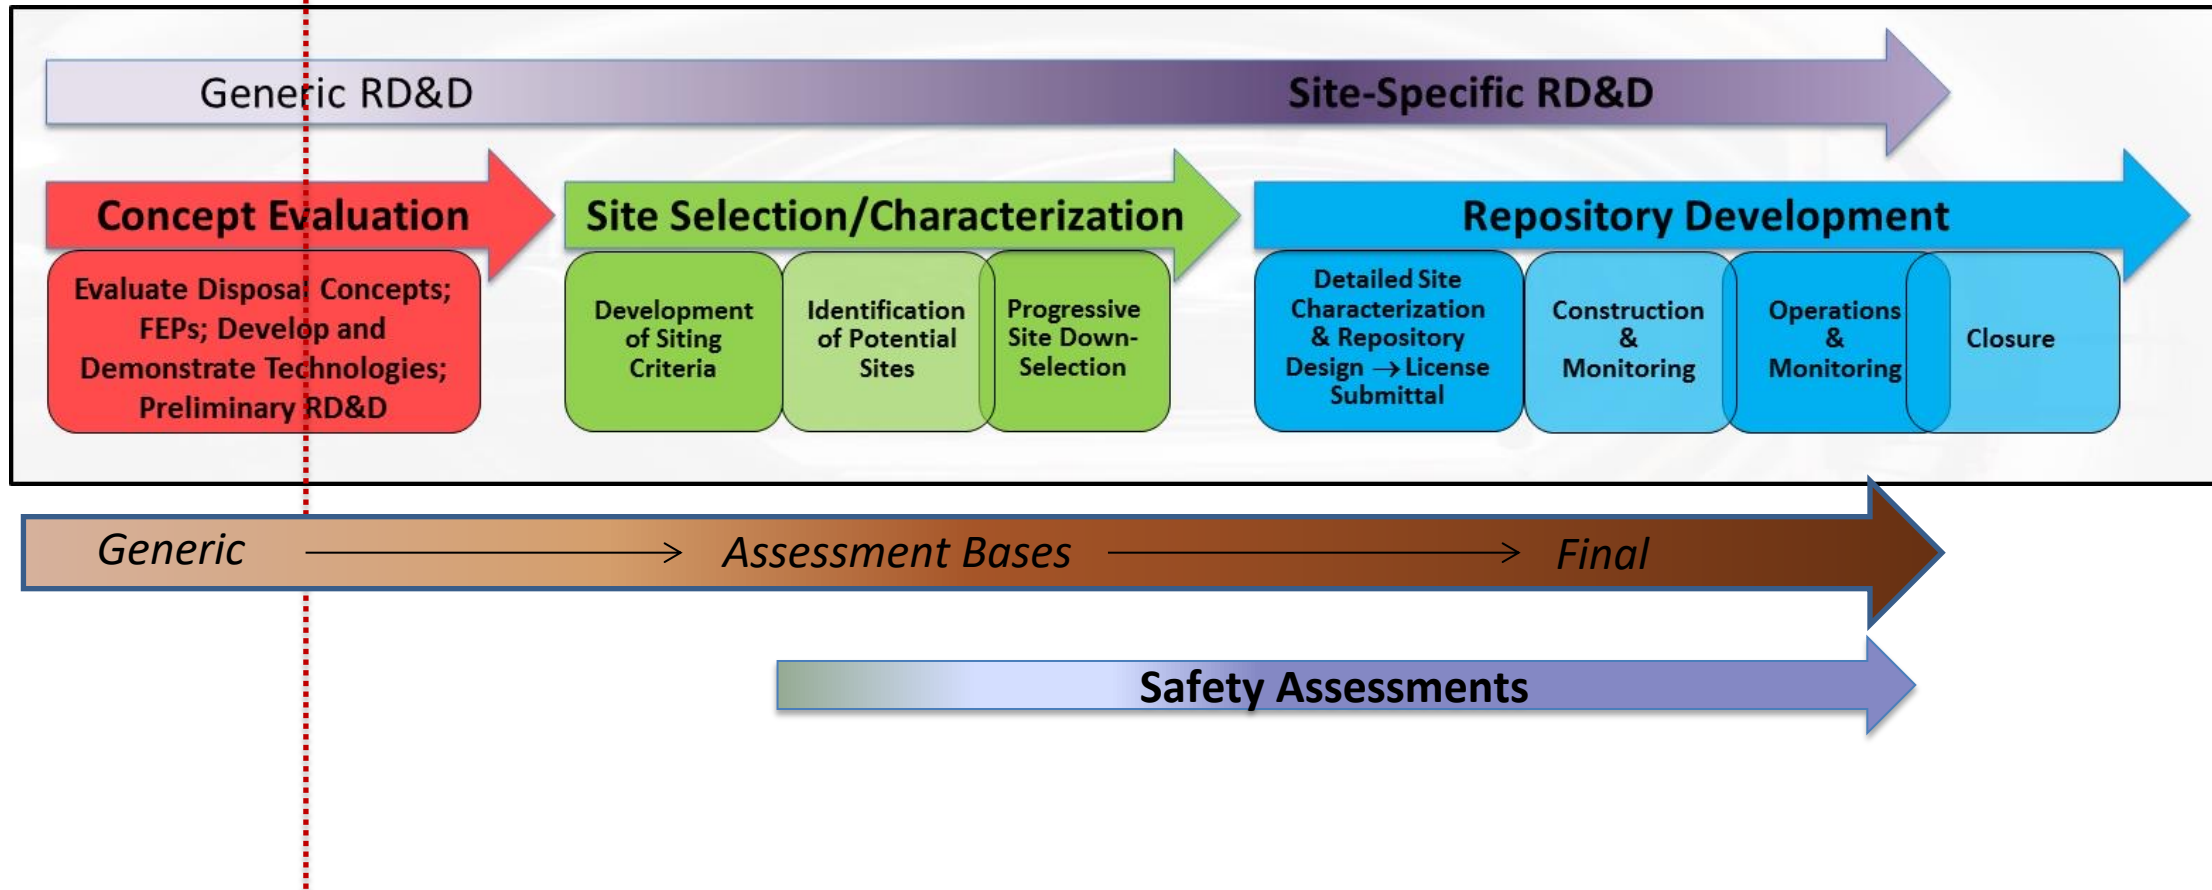 Generic RD&D
Site-Specific RD&D
Concept Evaluation
Site Selection/Characterization
Repository Development
Evaluate Disposal Concepts;
FEPs; Develop and
Demonstrate Technologies;
Preliminary RD&D
Development
of Siting
Criteria
Identification
of Potential
Sites
Progressive
Site Down-
Selection
Detailed Site
Characterization
& Repository
Design → License
Submittal
Construction
&
Monitoring
Operations
&
Monitoring
Closure
Generic
Assessment Bases
Final
Safety Assessments